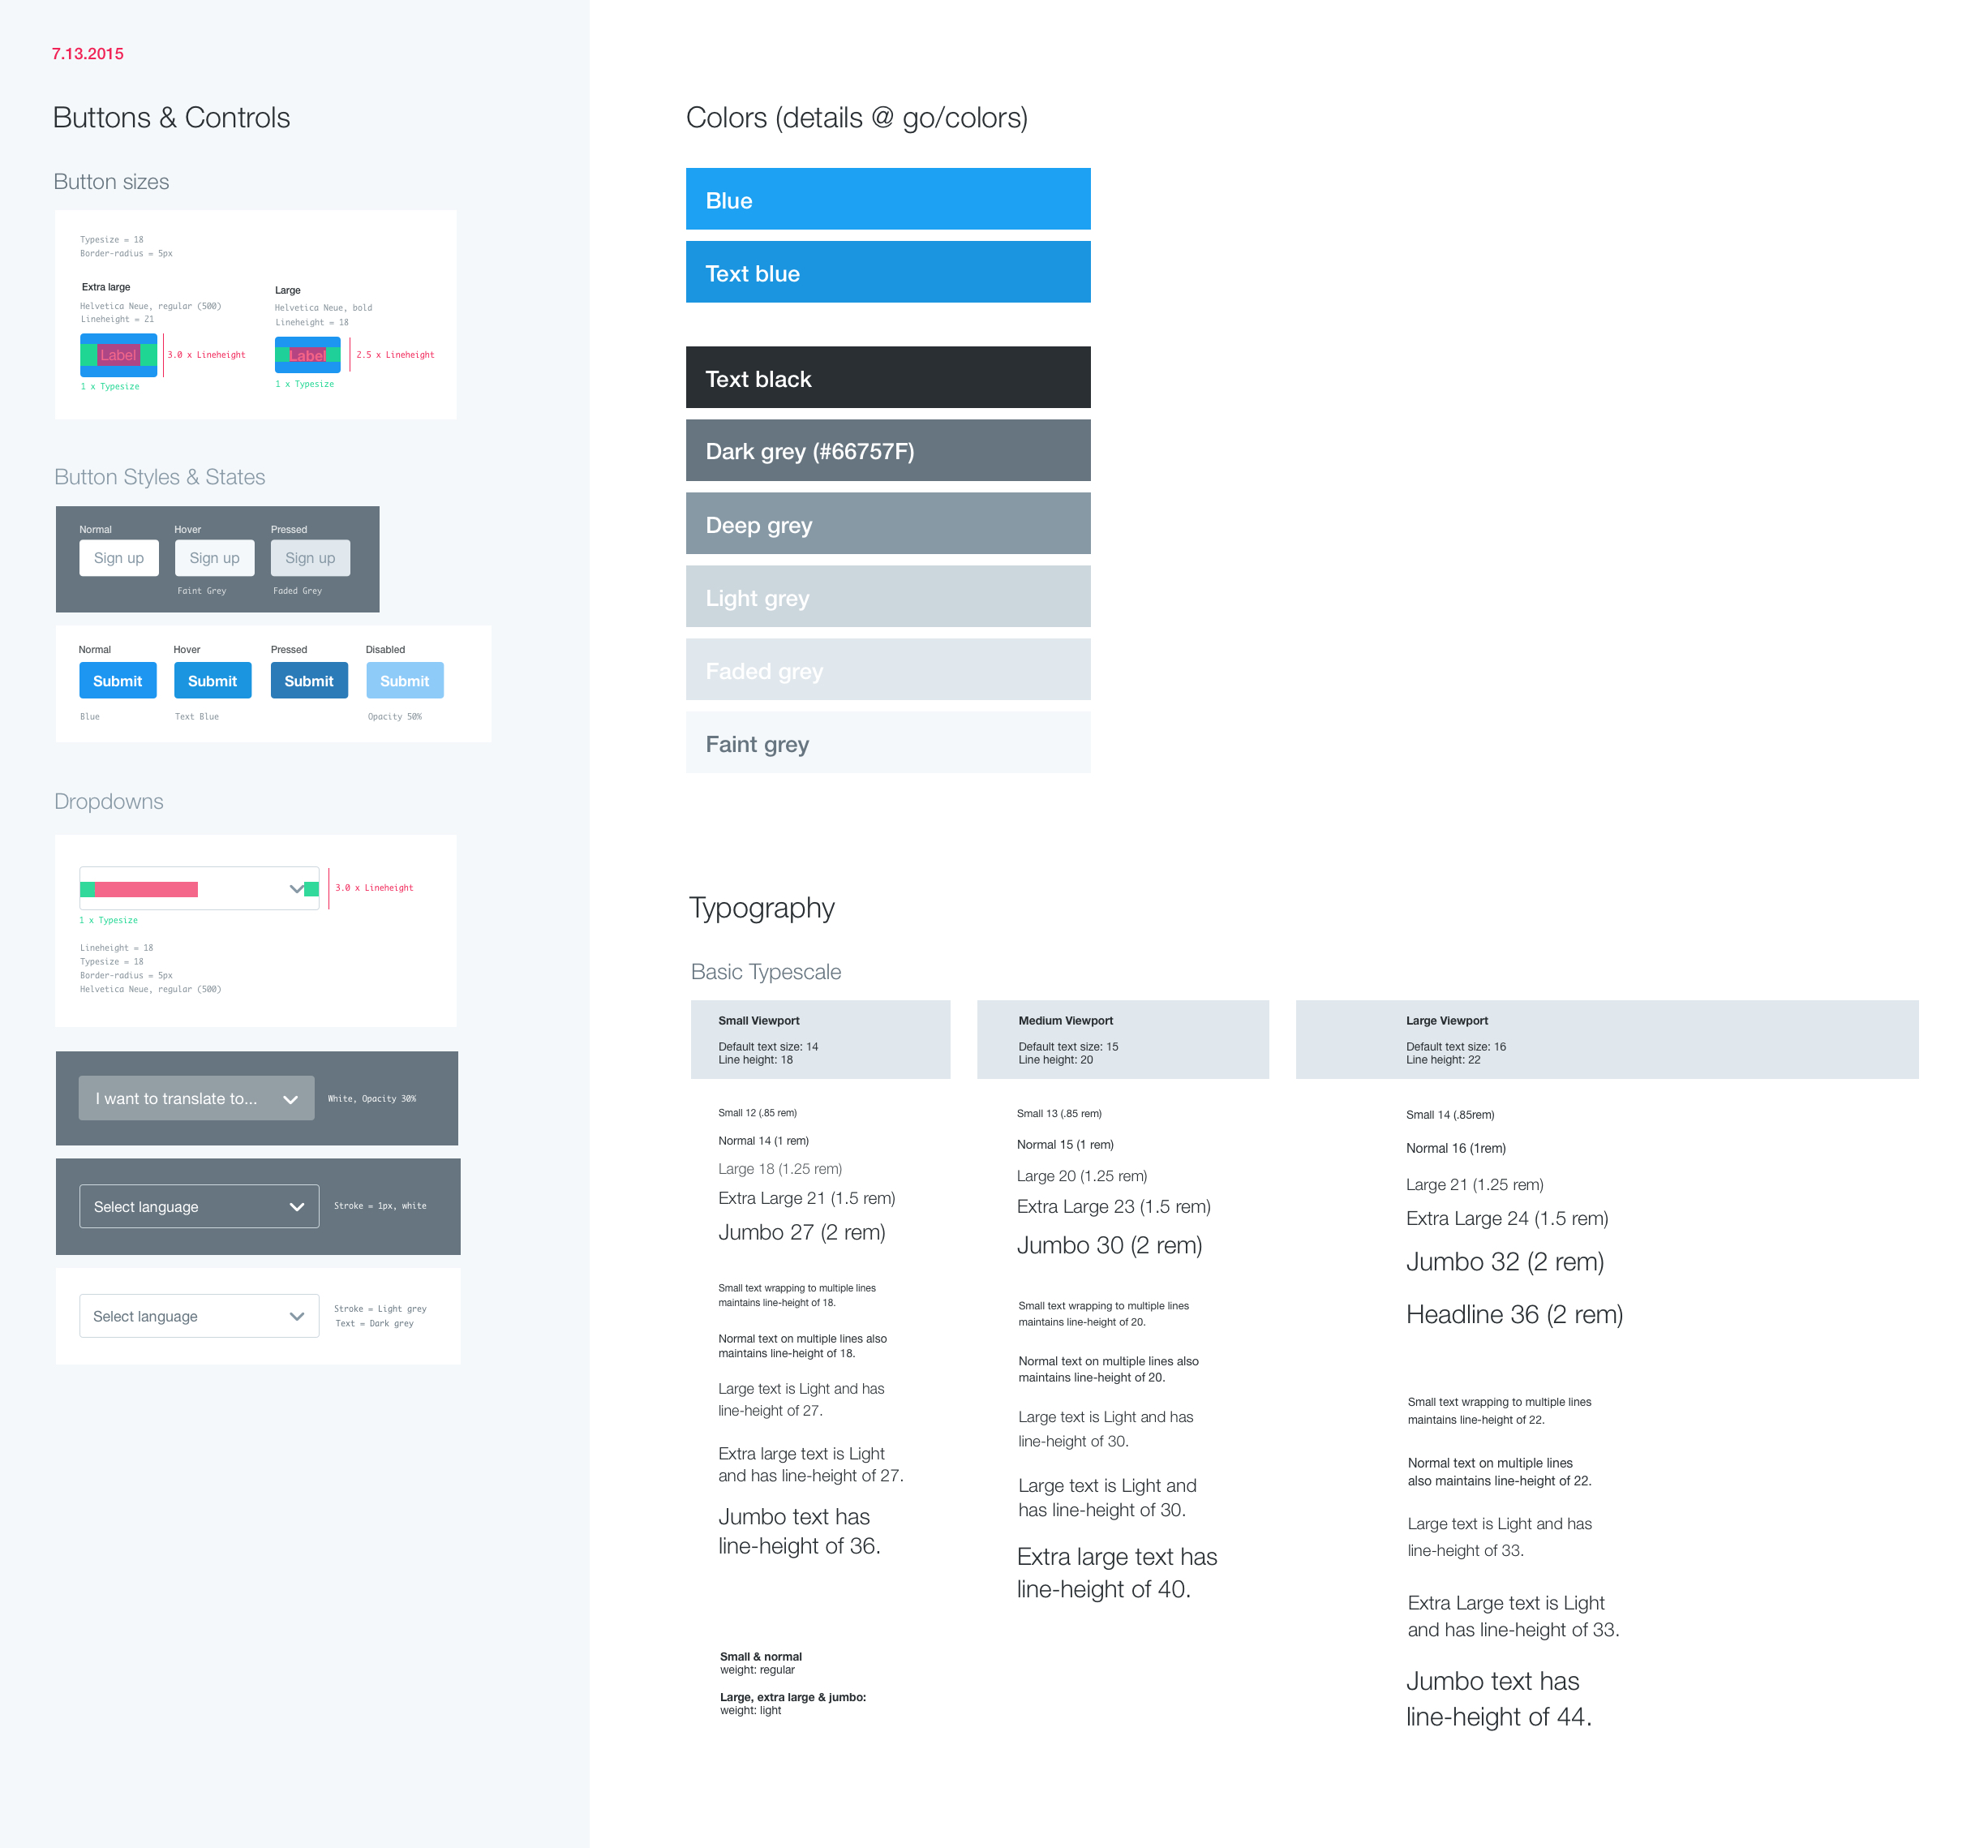 7.13.2015
Buttons & Controls
Button sizes
Typesize = 18
Border-radius = 5px
Extra large
Helvetica Neue, regular (500)
Lineheight = 21
Label
3.0 x Lineheight
1 x Typesize
Large
Helvetica Neue, bold
Lineheight = 18
Label
2.5 x Lineheight
1 x Typesize
Button Styles & States
Normal
Hover
Pressed
Sign up
Sign up
Sign up
Faint Grey
Faded Grey
Normal
Hover
Pressed
Disabled
Submit
Submit
Submit
Submit
Blue
Text Blue
Opacity 50%
Dropdowns
3.0 x Lineheight
1 x Typesize
Lineheight = 18
Typesize = 18
Border-radius = 5px
Helvetica Neue, regular (500)
I want to translate to...
White, Opacity 30%
Select language
Stroke = 1px, white
Select language
Stroke = Light grey
Text = Dark grey
Colors (details @ go/colors)
Blue
Text blue
Text black
Dark grey (#66757F)
Deep grey
Light grey
Faded grey
Faint grey
Typography
Basic Typescale
Small Viewport
Default text size: 14
Line height: 18
Small 12 (.85 rem)
Normal 14 (1 rem)
Large 18 (1.25 rem)
Extra Large 21 (1.5 rem)
Jumbo 27 (2 rem)
Small text wrapping to multiple lines
maintains line-height of 18.
Normal text on multiple lines also
maintains line-height of 18.
Large text is Light and has
line-height of 27.
Extra large text is Light
and has line-height of 27.
Jumbo text has
line-height of 36.
Small & normal
weight: regular
Large, extra large & jumbo:
weight: light
Medium Viewport
Default text size: 15
Line height: 20
Small 13 (.85 rem)
Normal 15 (1 rem)
Large 20 (1.25 rem)
Extra Large 23 (1.5 rem)
Jumbo 30 (2 rem)
Small text wrapping to multiple lines
maintains line-height of 20.
Normal text on multiple lines also
maintains line-height of 20.
Large text is Light and has
line-height of 30.
Large text is Light and
has line-height of 30.
Extra large text has
line-height of 40.
Large Viewport
Default text size: 16
Line height: 22
Small 14 (.85rem)
Normal 16 (1rem)
Large 21 (1.25 rem)
Extra Large 24 (1.5 rem)
Jumbo 32 (2 rem)
Headline 36 (2 rem)
Small text wrapping to multiple lines
maintains line-height of 22.
Normal text on multiple lines
also maintains line-height of 22.
Large text is Light and has
line-height of 33.
Extra Large text is Light
and has line-height of 33.
Jumbo text has
line-height of 44.